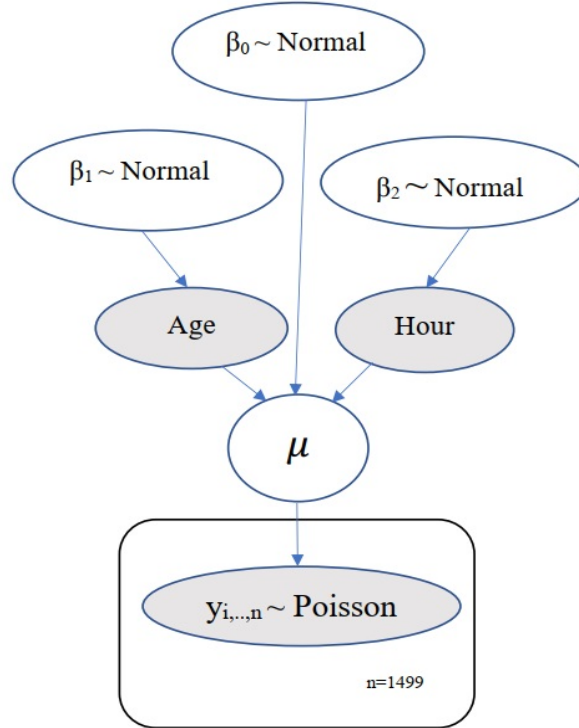 β₀ ~ Normal
β₁ ~ Normal
β₂ ~ Normal
Age
Hour
μ
yᵢ,..,ₙ ~ Poisson
n=1499